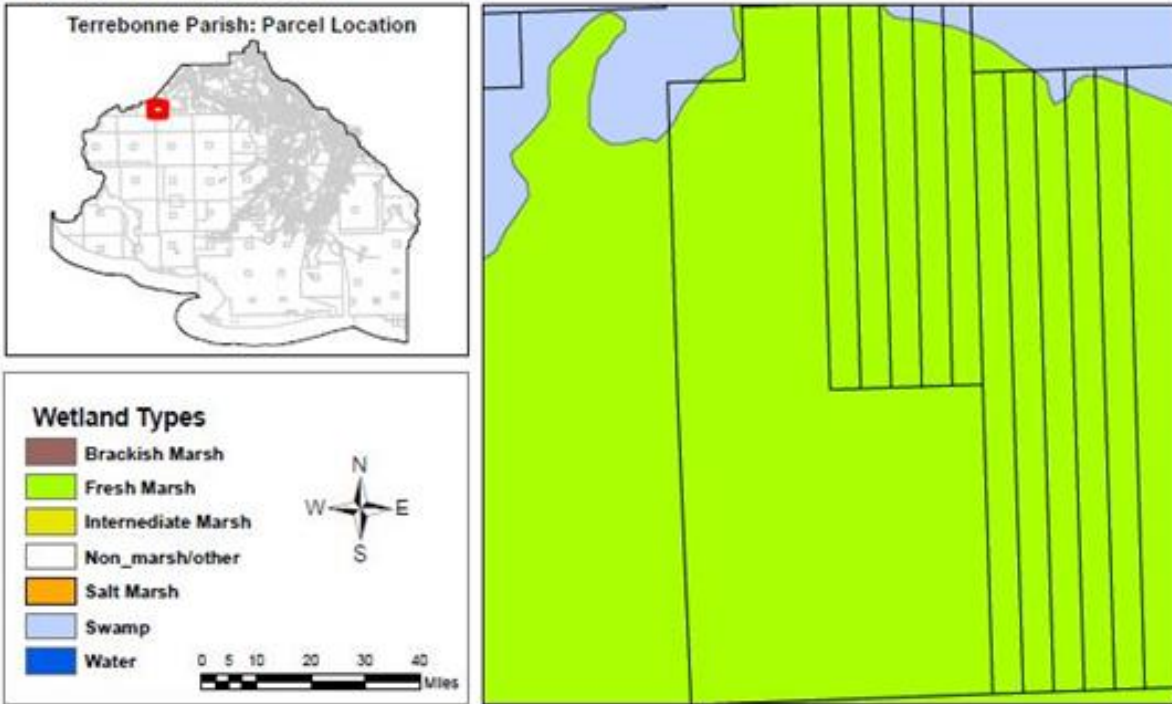 Terrebonne Parish: Parcel Location
Wetland Types
Brackish Marsh
Fresh Marsh
Internediate Marsh
Non_marsh/other
Salt Marsh
Swamp
Water
N
W E
S
0 5 10 20 30 40
Miles